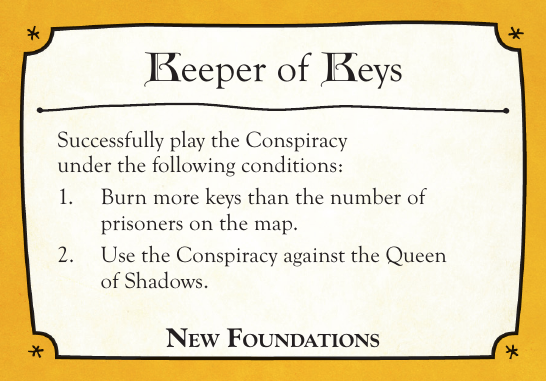 Keeper of Keys
Successfully play the Conspiracy
under the following conditions:
1. Burn more keys than the number of
prisoners on the map.
2. Use the Conspiracy against the Queen
of Shadows.
New Foundations